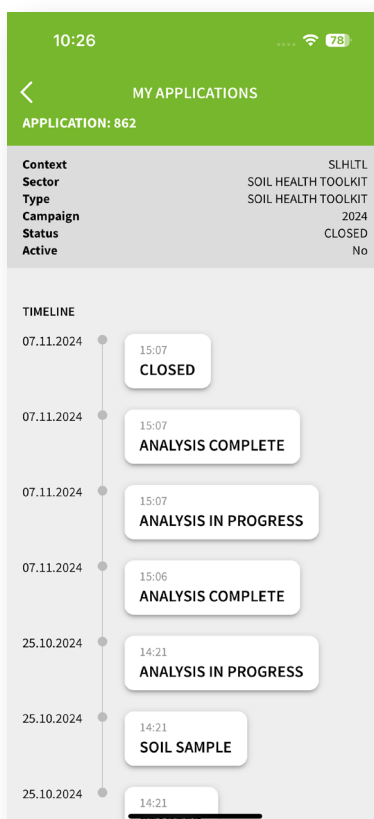 10:26
78
MY APPLICATIONS
APPLICATION: 862
Context SLHLTL
Sector SOIL HEALTH TOOLKIT
Type SOIL HEALTH TOOLKIT
Campaign 2024
Status CLOSED
Active No
TIMELINE
07.11.2024 15:07
CLOSED
07.11.2024 15:07
ANALYSIS COMPLETE
07.11.2024 15:07
ANALYSIS IN PROGRESS
07.11.2024 15:06
ANALYSIS COMPLETE
25.10.2024 14:21
ANALYSIS IN PROGRESS
25.10.2024 14:21
SOIL SAMPLE
25.10.2024 14:21